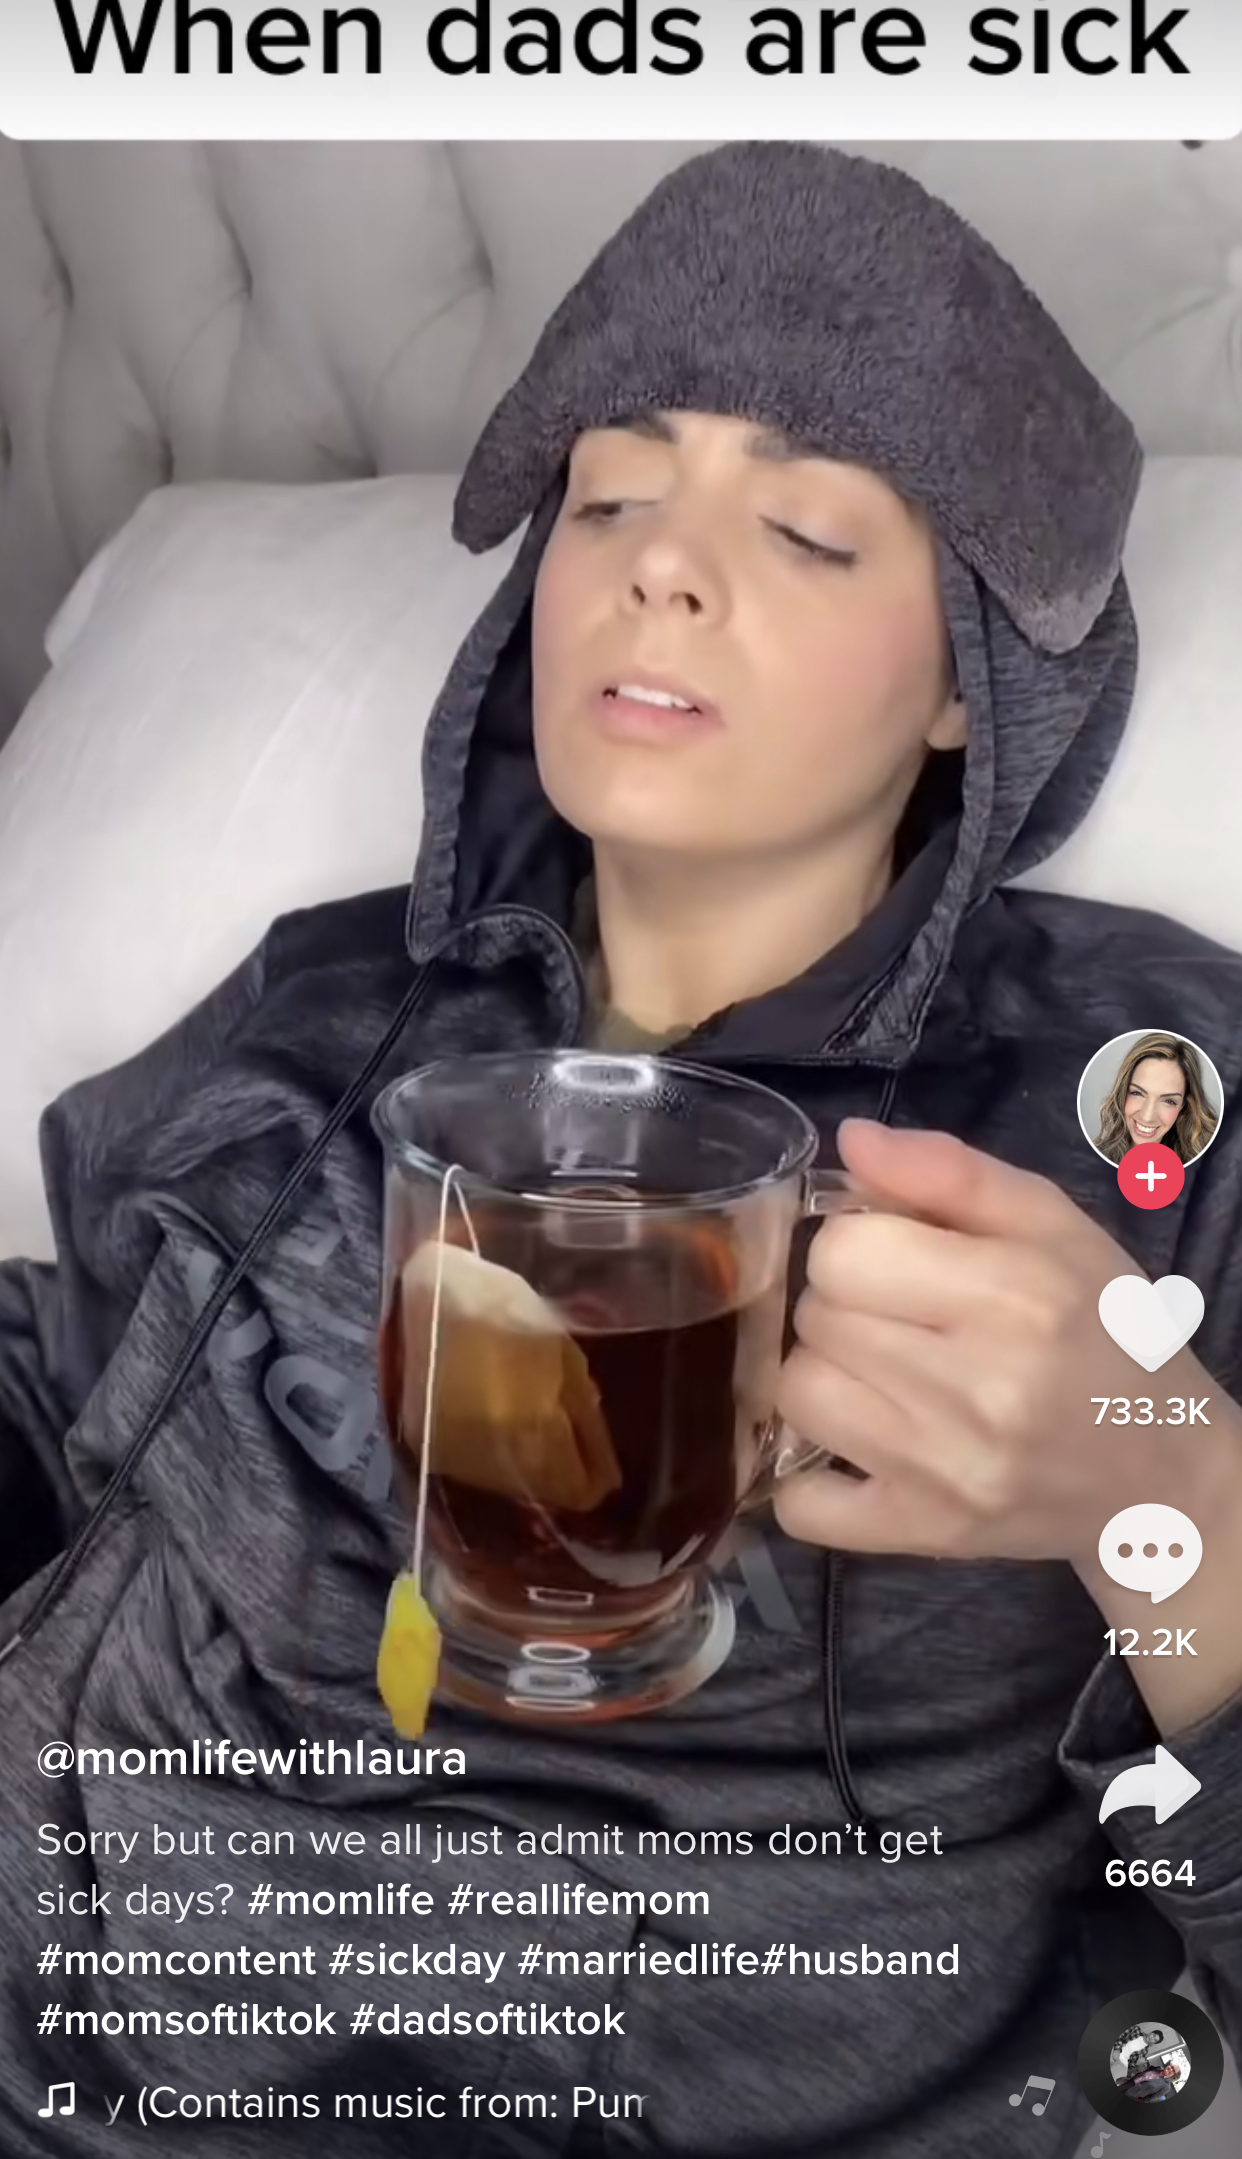 When dads are sick
733.3K
12.2K
6664
@momlifewithlaura
Sorry but can we all just admit moms don’t get
sick days? #momlife #reallifemom
#momcontent #sickday #marriedlife#husband
#momsoftiktok #dadsoftiktok
y (Contains music from: Pum